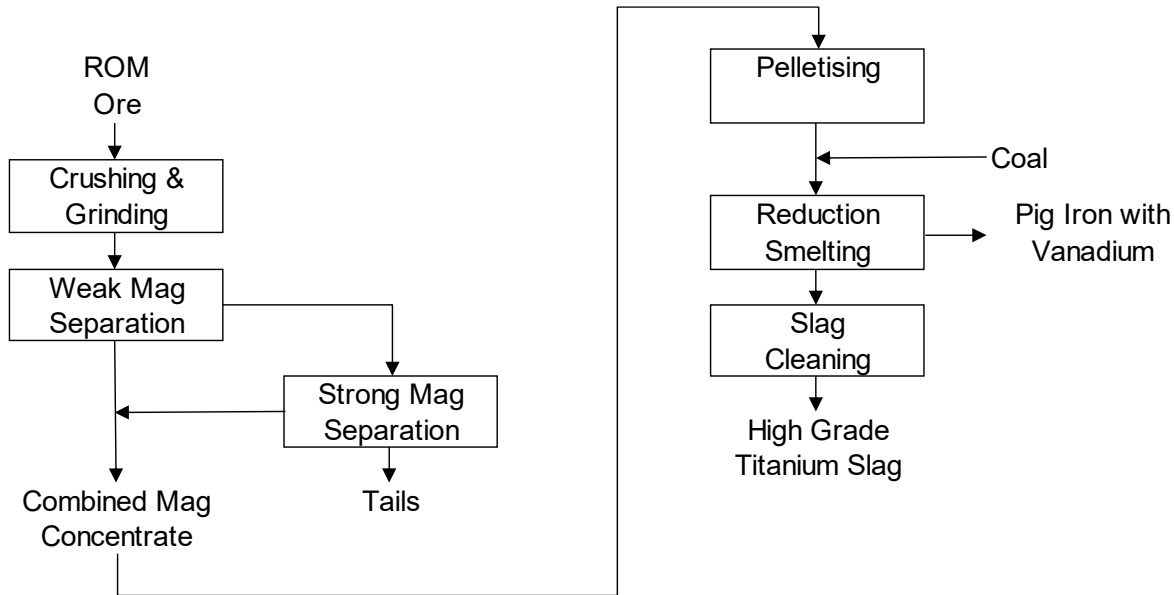 ROM
Ore
Crushing &
Grinding
Weak Mag
Separation
Strong Mag
Separation
Combined Mag
Concentrate
Tails
Pelletising
Coal
Reduction
Smelting
Pig Iron with
Vanadium
Slag
Cleaning
High Grade
Titanium Slag